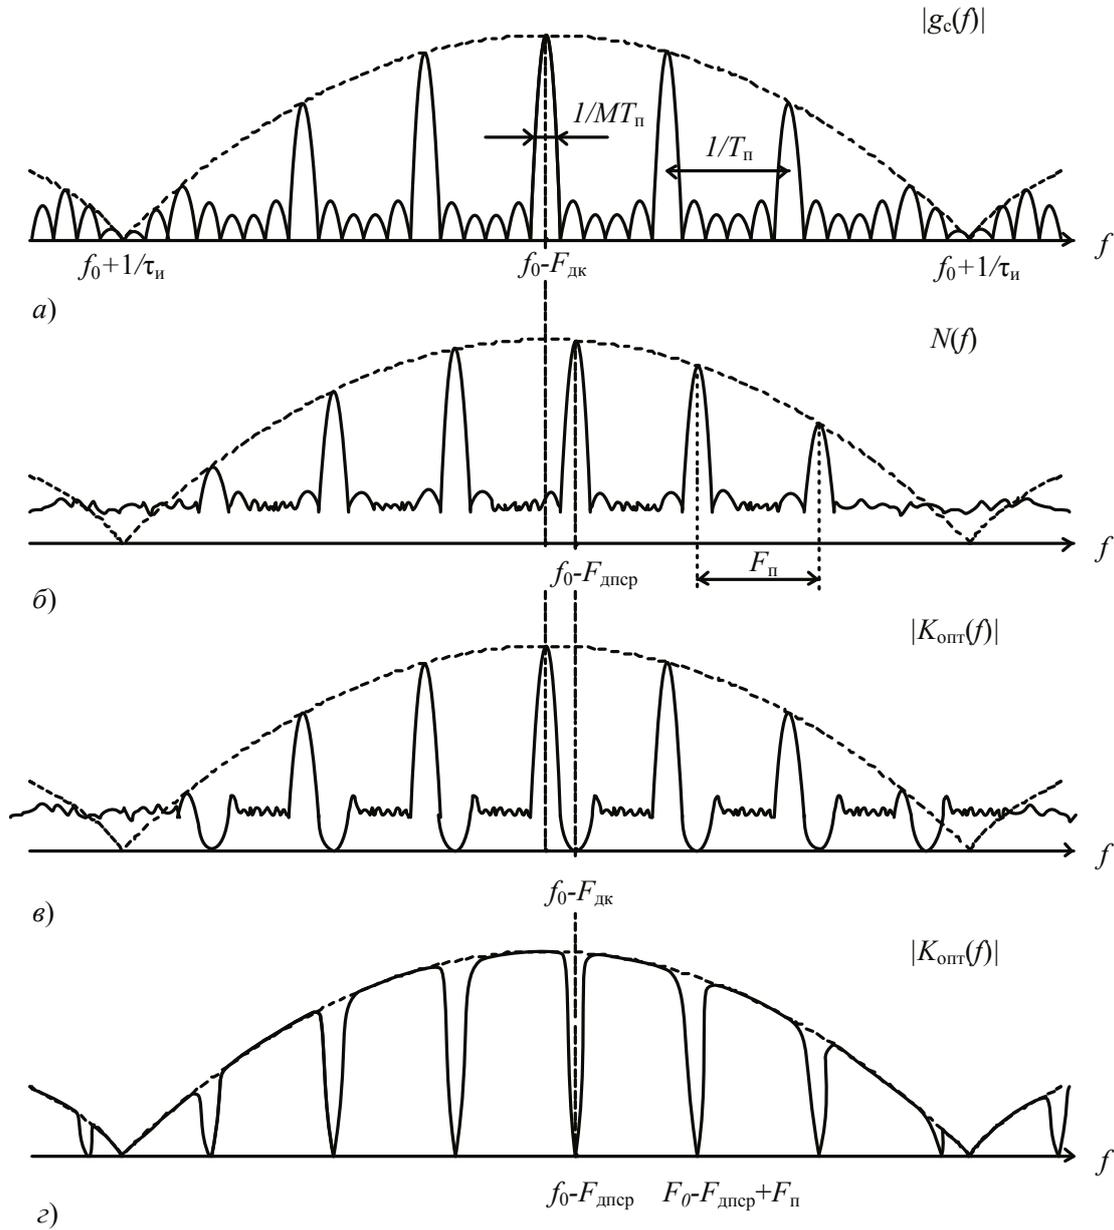 |gс(f)|
1/MTп
1/Tп
f
f0+1/τи
f0-Fдк
f0+1/τи
а)
N(f)
f
f0-Fдпср
Fп
б)
|Kопт(f)|
f
f0-Fдк
в)
|Kопт(f)|
f
f0-Fдпср
F0-Fдпср+Fп
г)